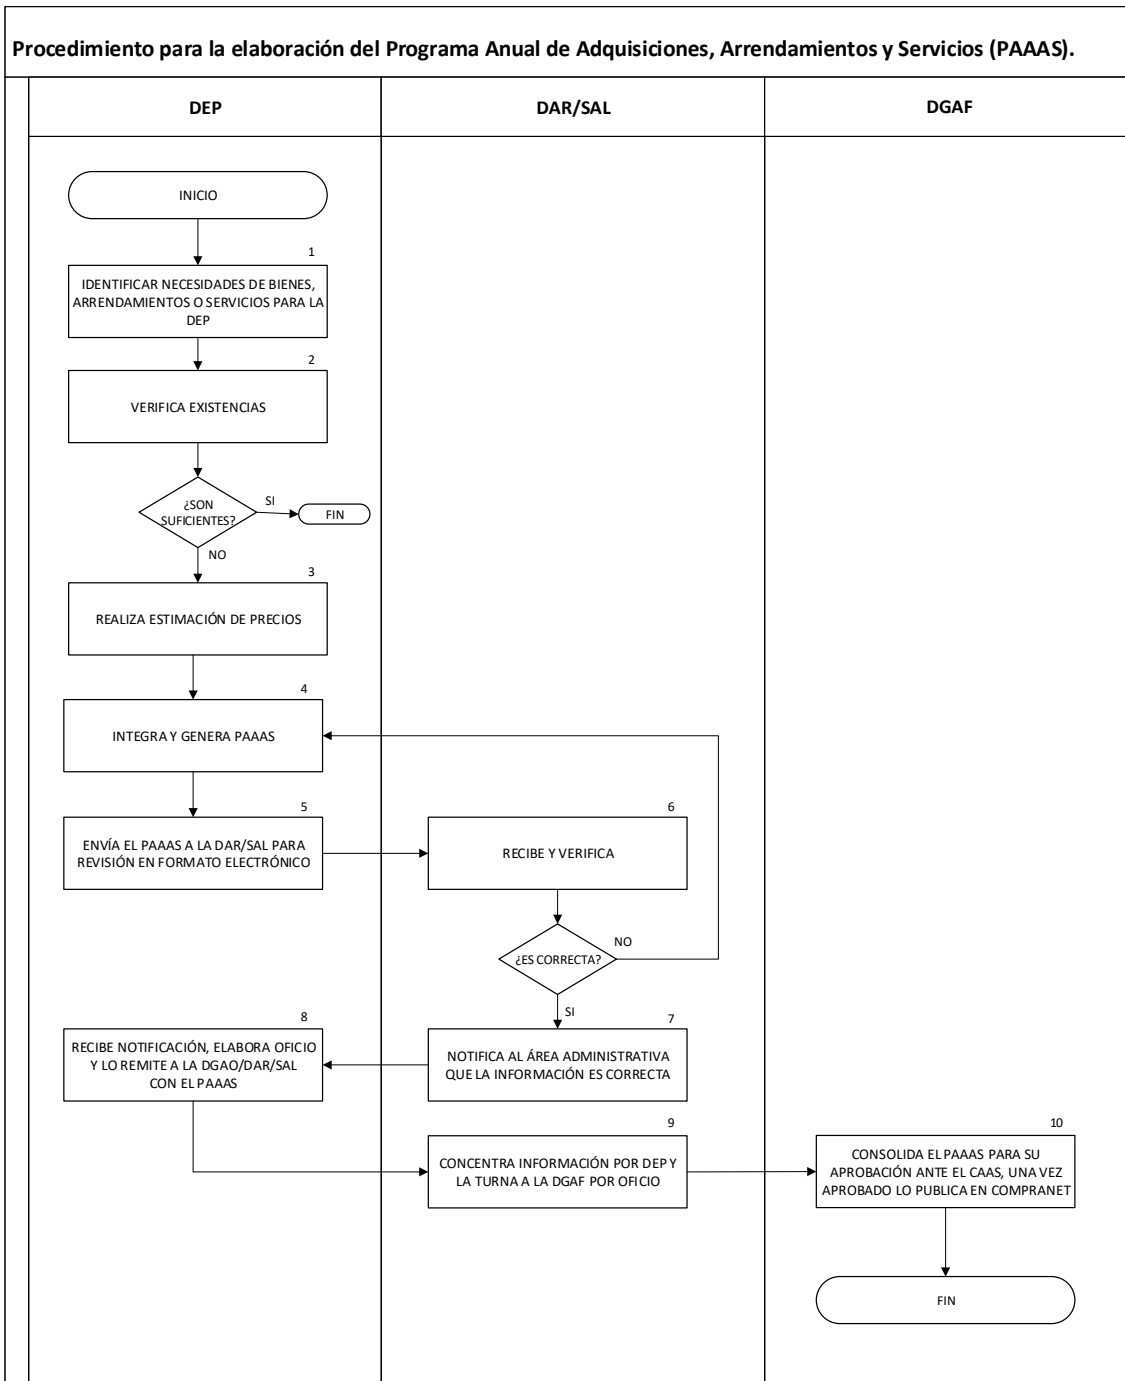 Procedimiento para la elaboración del Programa Anual de Adquisiciones, Arrendamientos y Servicios (PAAAS).
DEP
DAR/SAL
DGAF
INICIO
1
IDENTIFICAR NECESIDADES DE BIENES,
ARRENDAMIENTOS O SERVICIOS PARA LA
DEP
2
VERIFICA EXISTENCIAS
¿SON
SUFICIENTES?
SI
FIN
NO
3
REALIZA ESTIMACIÓN DE PRECIOS
4
INTEGRA Y GENERA PAAAS
5
ENVÍA EL PAAAS A LA DAR/SAL PARA
REVISIÓN EN FORMATO ELECTRÓNICO
6
RECIBE Y VERIFICA
¿ES CORRECTA?
NO
SI
7
NOTIFICA AL ÁREA ADMINISTRATIVA
QUE LA INFORMACIÓN ES CORRECTA
8
RECIBE NOTIFICACIÓN, ELABORA OFICIO
Y LO REMITE A LA DGAO/DAR/SAL
CON EL PAAAS
9
CONCENTRA INFORMACIÓN POR DEP Y
LA TURNA A LA DGAF POR OFICIO
10
CONSOLIDA EL PAAAS PARA SU
APROBACIÓN ANTE EL CAAS, UNA VEZ
APROBADO LO PUBLICA EN COMPRANET
FIN